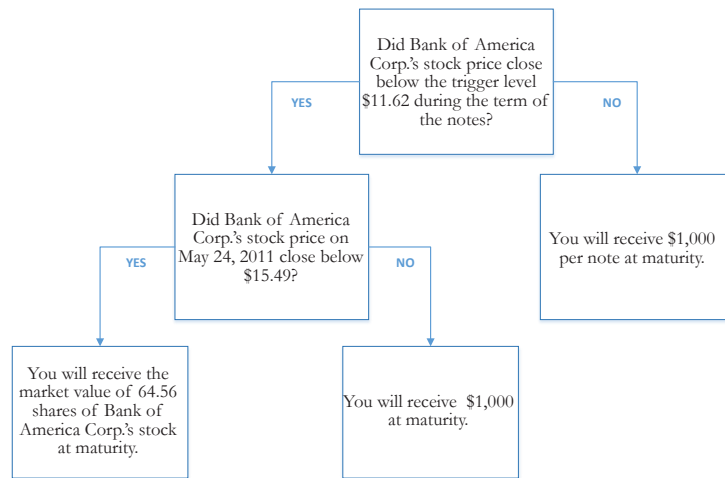 Did Bank of America
Corp.'s stock price close
below the trigger level
$11.62 during the term of
the notes?
YES
NO
Did Bank of America
Corp.'s stock price on
May 24, 2011 close below
$15.49?
You will receive $1,000
per note at maturity.
YES
NO
You will receive the
market value of 64.56
shares of Bank of
America Corp.'s stock
at maturity.
You will receive $1,000
at maturity.